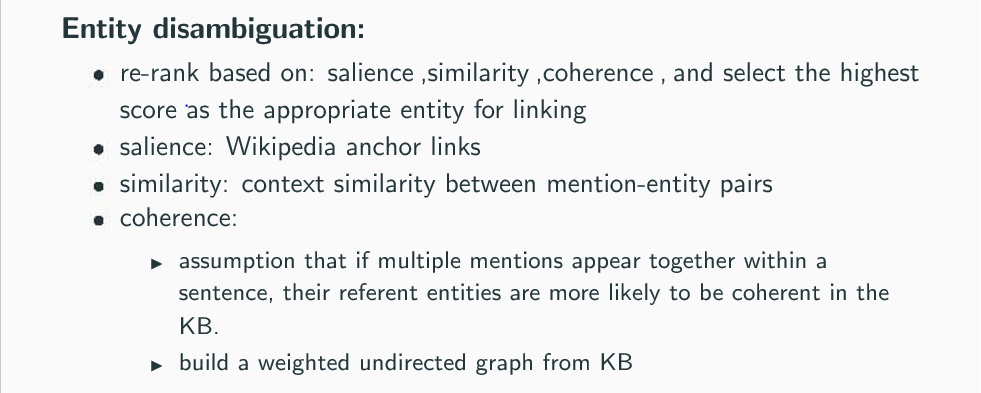 Entity disambiguation:
• re-rank based on: salience ,similarity ,coherence , and select the highest
score as the appropriate entity for linking
• salience: Wikipedia anchor links
• similarity: context similarity between mention-entity pairs
• coherence:
▶ assumption that if multiple mentions appear together within a
sentence, their referent entities are more likely to be coherent in the
KB.
▶ build a weighted undirected graph from KB